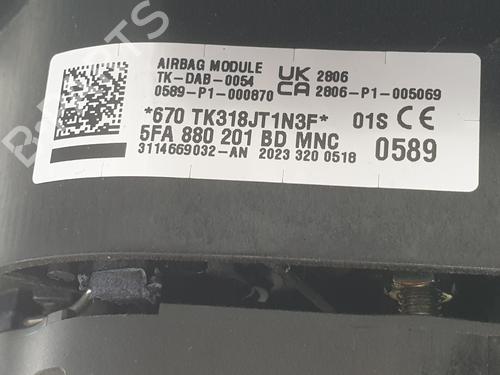 AIRBAG MODULE
TK-DAB-0054
0589-P1-000870
UK CA 2806
2806-P1-005069
*670 TK318JT1N3F* 01S CE
5FA 880 201 BD MNC 0589
3114669032-AN 2023 320 0518
B-PARTS